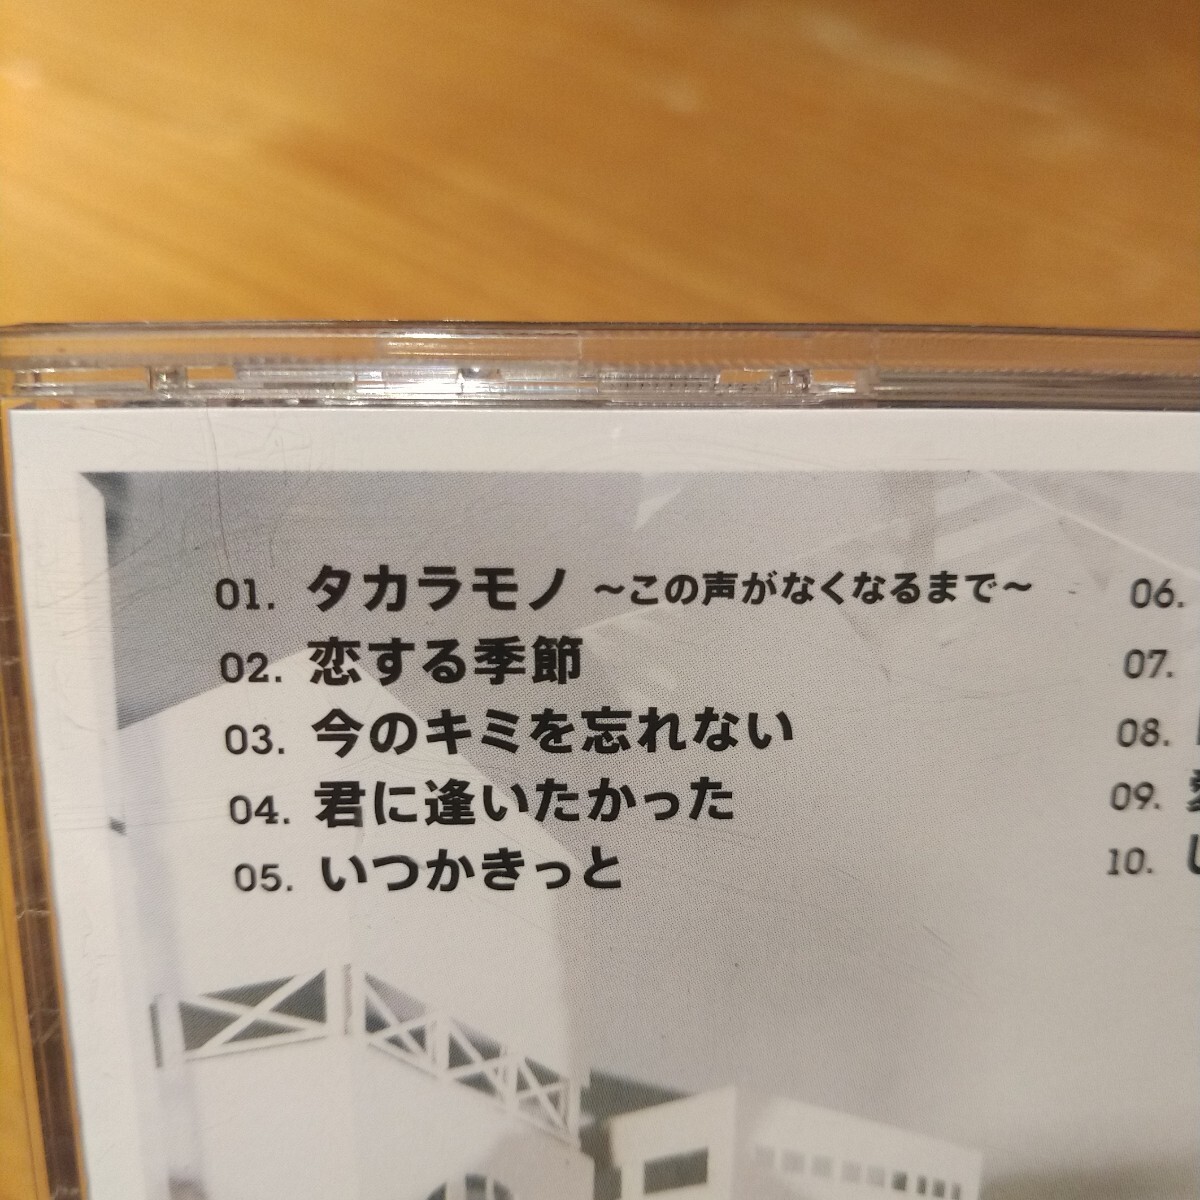 01. タカラモノ ～この声がなくなるまで～
02. 恋する季節
03. 今のキミを忘れない
04. 君に逢いたかった
05. いつかきっと
06.
07.
08.
09.
10.